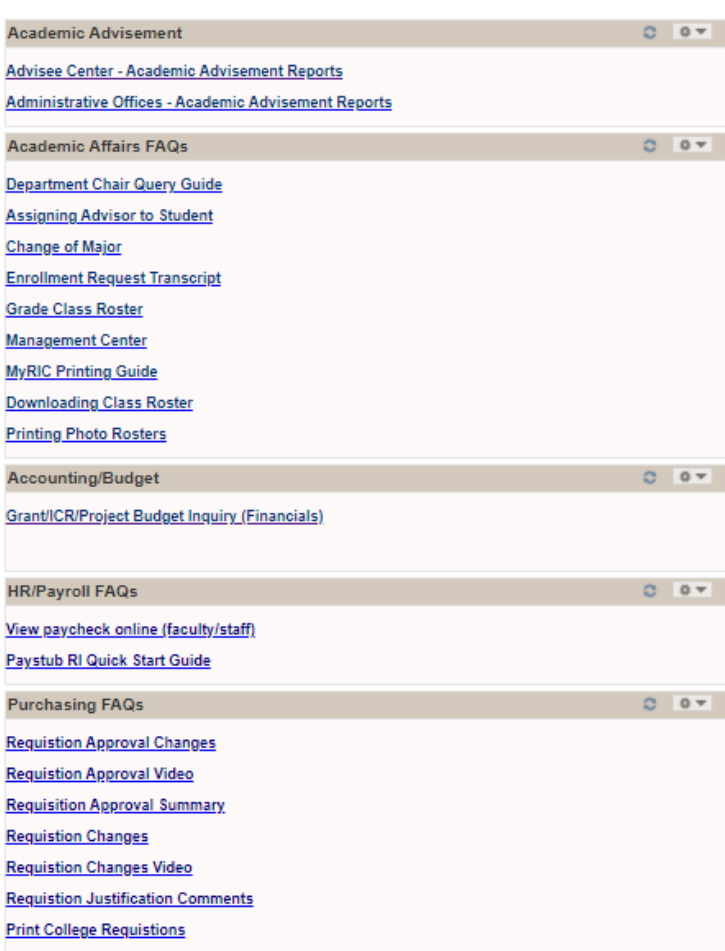 Academic Advisement
Advisee Center - Academic Advisement Reports
Administrative Offices - Academic Advisement Reports
Academic Affairs FAQs
Department Chair Query Guide
Assigning Advisor to Student
Change of Major
Enrollment Request Transcript
Grade Class Roster
Management Center
MyRIC Printing Guide
Downloading Class Roster
Printing Photo Rosters
Accounting/Budget
Grant/ICR/Project Budget Inquiry (Financials)
HR/Payroll FAQs
View paycheck online (faculty/staff)
Paystub RI Quick Start Guide
Purchasing FAQs
Requistion Approval Changes
Requistion Approval Video
Requisition Approval Summary
Requistion Changes
Requistion Changes Video
Requistion Justification Comments
Print College Requistions